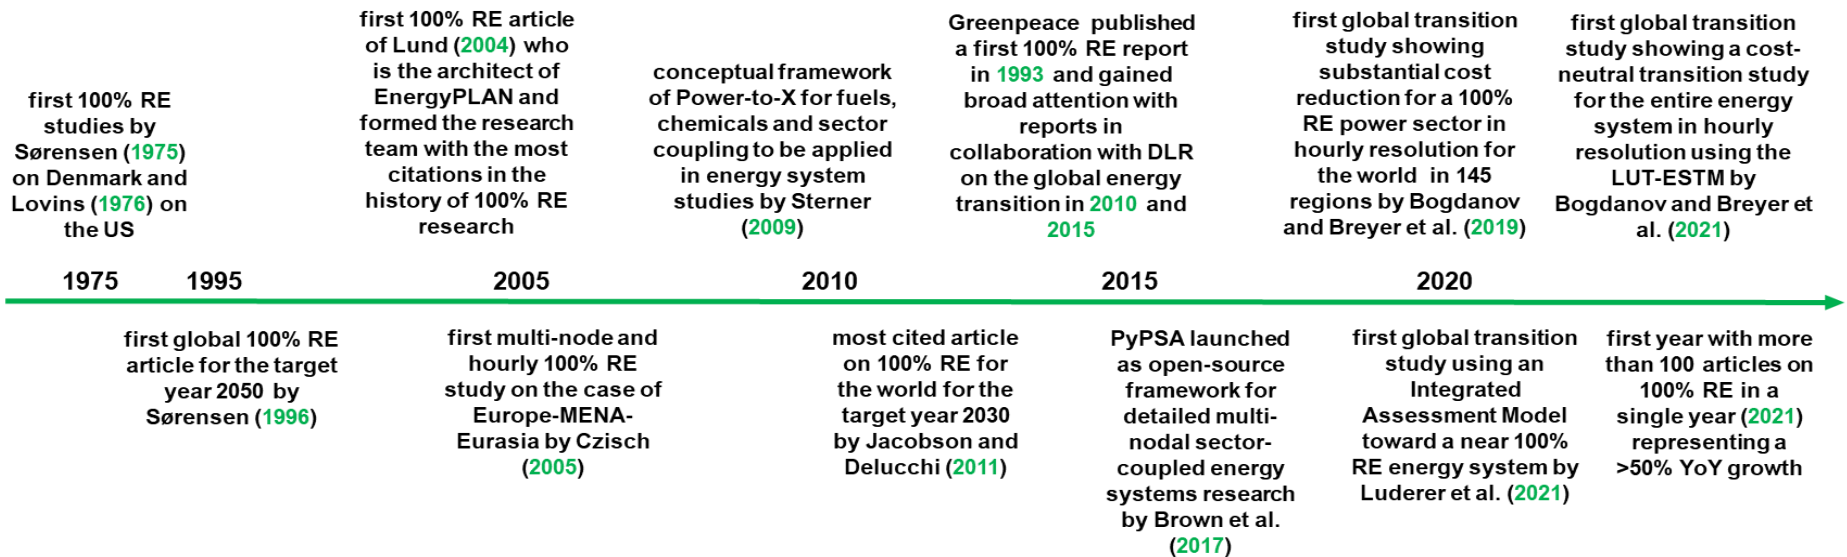 first 100% RE
studies by
Sørensen (1975)
on Denmark and
Lovins (1976) on
the US
first 100% RE article
of Lund (2004) who
is the architect of
EnergyPLAN and
formed the research
team with the most
citations in the
history of 100% RE
research
conceptual framework
of Power-to-X for fuels,
chemicals and sector
coupling to be applied
in energy system
studies by Sterner
(2009)
Greenpeace published
a first 100% RE report
in 1993 and gained
broad attention with
reports in
collaboration with DLR
on the global energy
transition in 2010 and
2015
first global transition
study showing
substantial cost
reduction for a 100%
RE power sector in
hourly resolution for
the world in 145
regions by Bogdanov
and Breyer et al. (2019)
first global transition
study showing a cost-
neutral transition study
for the entire energy
system in hourly
resolution using the
LUT-ESTM by
Bogdanov and Breyer et
al. (2021)
1975 1995 2005 2010 2015 2020
first global 100% RE
article for the target
year 2050 by
Sørensen (1996)
first multi-node and
hourly 100% RE
study on the case of
Europe-MENA-
Eurasia by Czisch
(2005)
most cited article
on 100% RE for
the world for the
target year 2030
by Jacobson and
Delucchi (2011)
PyPSA launched
as open-source
framework for
detailed multi-
nodal sector-
coupled energy
systems research
by Brown et al.
(2017)
first global transition
study using an
Integrated
Assessment Model
toward a near 100%
RE energy system by
Luderer et al. (2021)
first year with more
than 100 articles on
100% RE in a
single year (2021)
representing a
>50% YoY growth